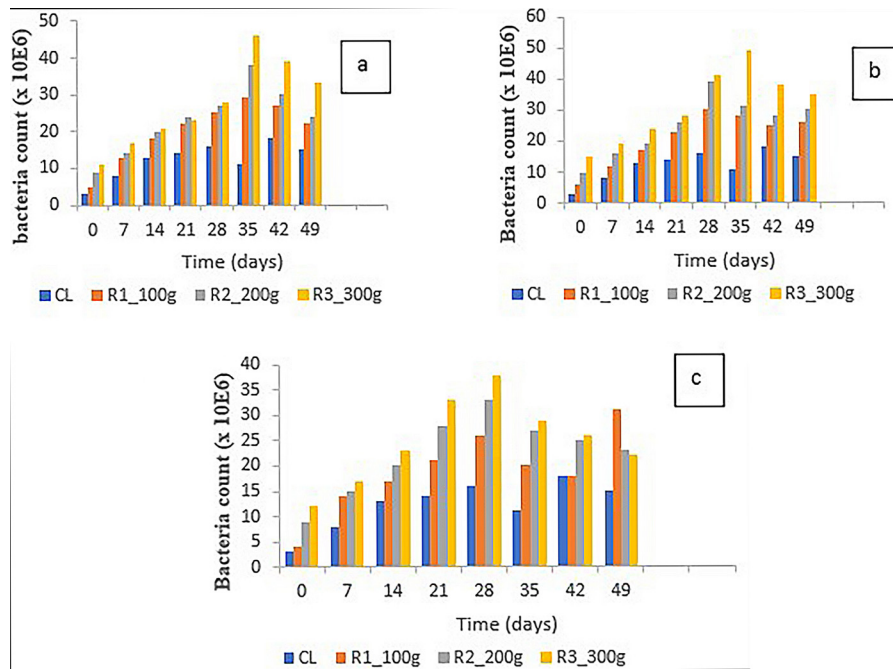 50
40
30
20
10
0
bacteria count (x 10E6)
a
0 7 14 21 28 35 42 49
Time (days)
CL R1_100g R2_200g R3_300g
60
50
40
30
20
10
0
Bacteria count (x 10E6)
b
0 7 14 21 28 35 42 49
Time (days)
CL R1_100g R2_200g R3_300g
40
35
30
25
20
15
10
5
0
Bacteria count (x 10E6)
c
0 7 14 21 28 35 42 49
Time (days)
CL R1_100g R2_200g R3_300g